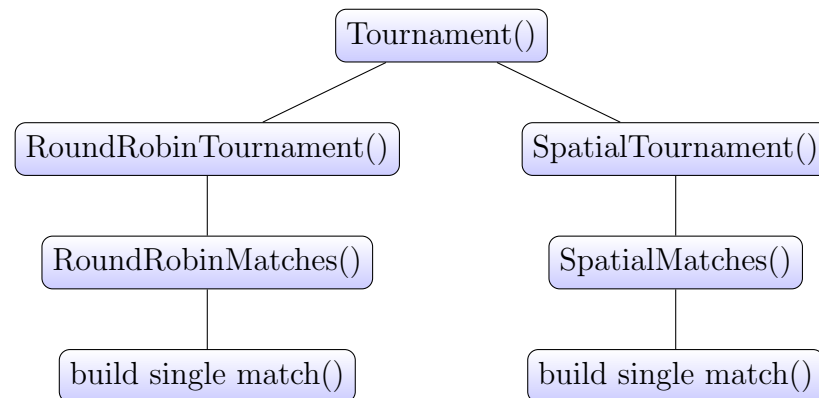 Tournament()
RoundRobinTournament()
SpatialTournament()
RoundRobinMatches()
SpatialMatches()
build single match()
build single match()